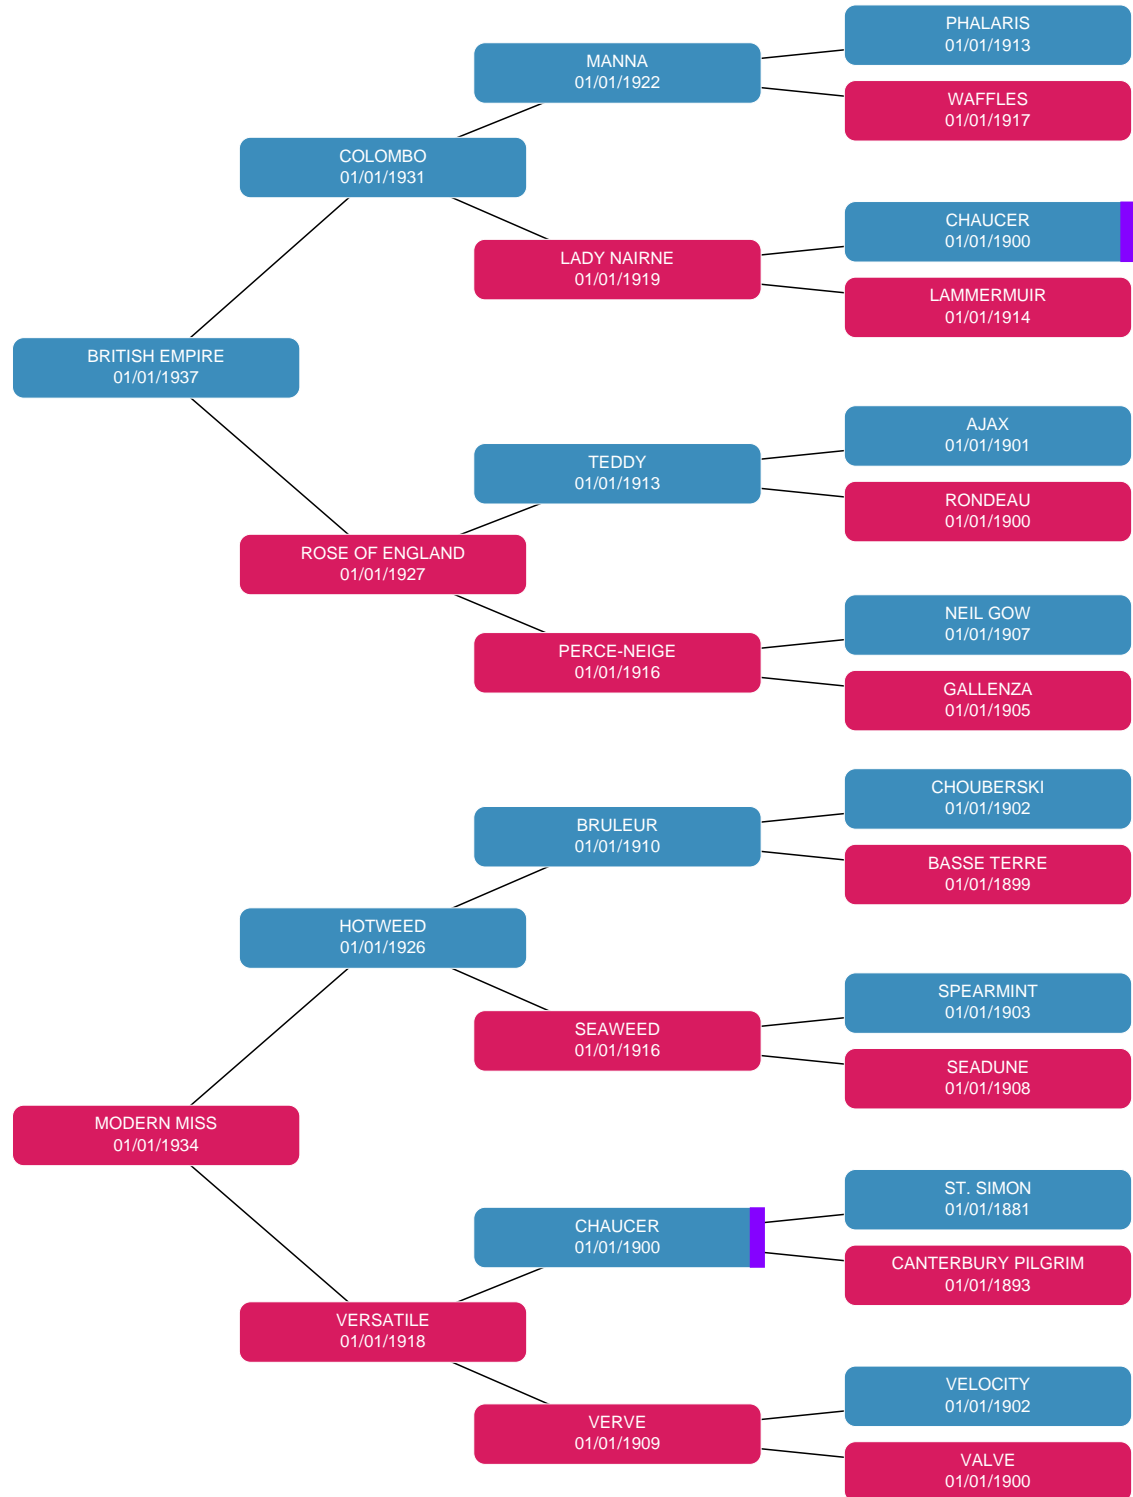 PHALARIS
01/01/1913
MANNA
01/01/1922
WAFFLES
01/01/1917
COLOMBO
01/01/1931
CHAUCER
01/01/1900
LADY NAIRNE
01/01/1919
LAMMERMUIR
01/01/1914
BRITISH EMPIRE
01/01/1937
AJAX
01/01/1901
TEDDY
01/01/1913
RONDEAU
01/01/1900
ROSE OF ENGLAND
01/01/1927
NEIL GOW
01/01/1907
PERCE-NEIGE
01/01/1916
GALLENZA
01/01/1905
CHOUBERSKI
01/01/1902
BRULEUR
01/01/1910
BASSE TERRE
01/01/1899
HOTWEED
01/01/1926
SPEARMINT
01/01/1903
SEAWEED
01/01/1916
SEADUNE
01/01/1908
MODERN MISS
01/01/1934
ST. SIMON
01/01/1881
CHAUCER
01/01/1900
CANTERBURY PILGRIM
01/01/1893
VERSATILE
01/01/1918
VELOCITY
01/01/1902
VERVE
01/01/1909
VALVE
01/01/1900